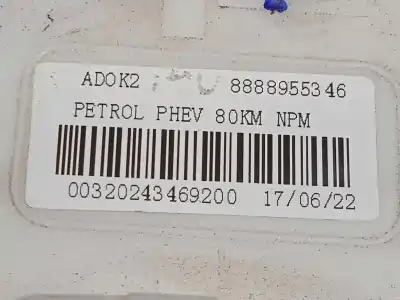 ADOK2 8888955346
PETROL PHEV 80KM NPM
00320243469200 17/06/22